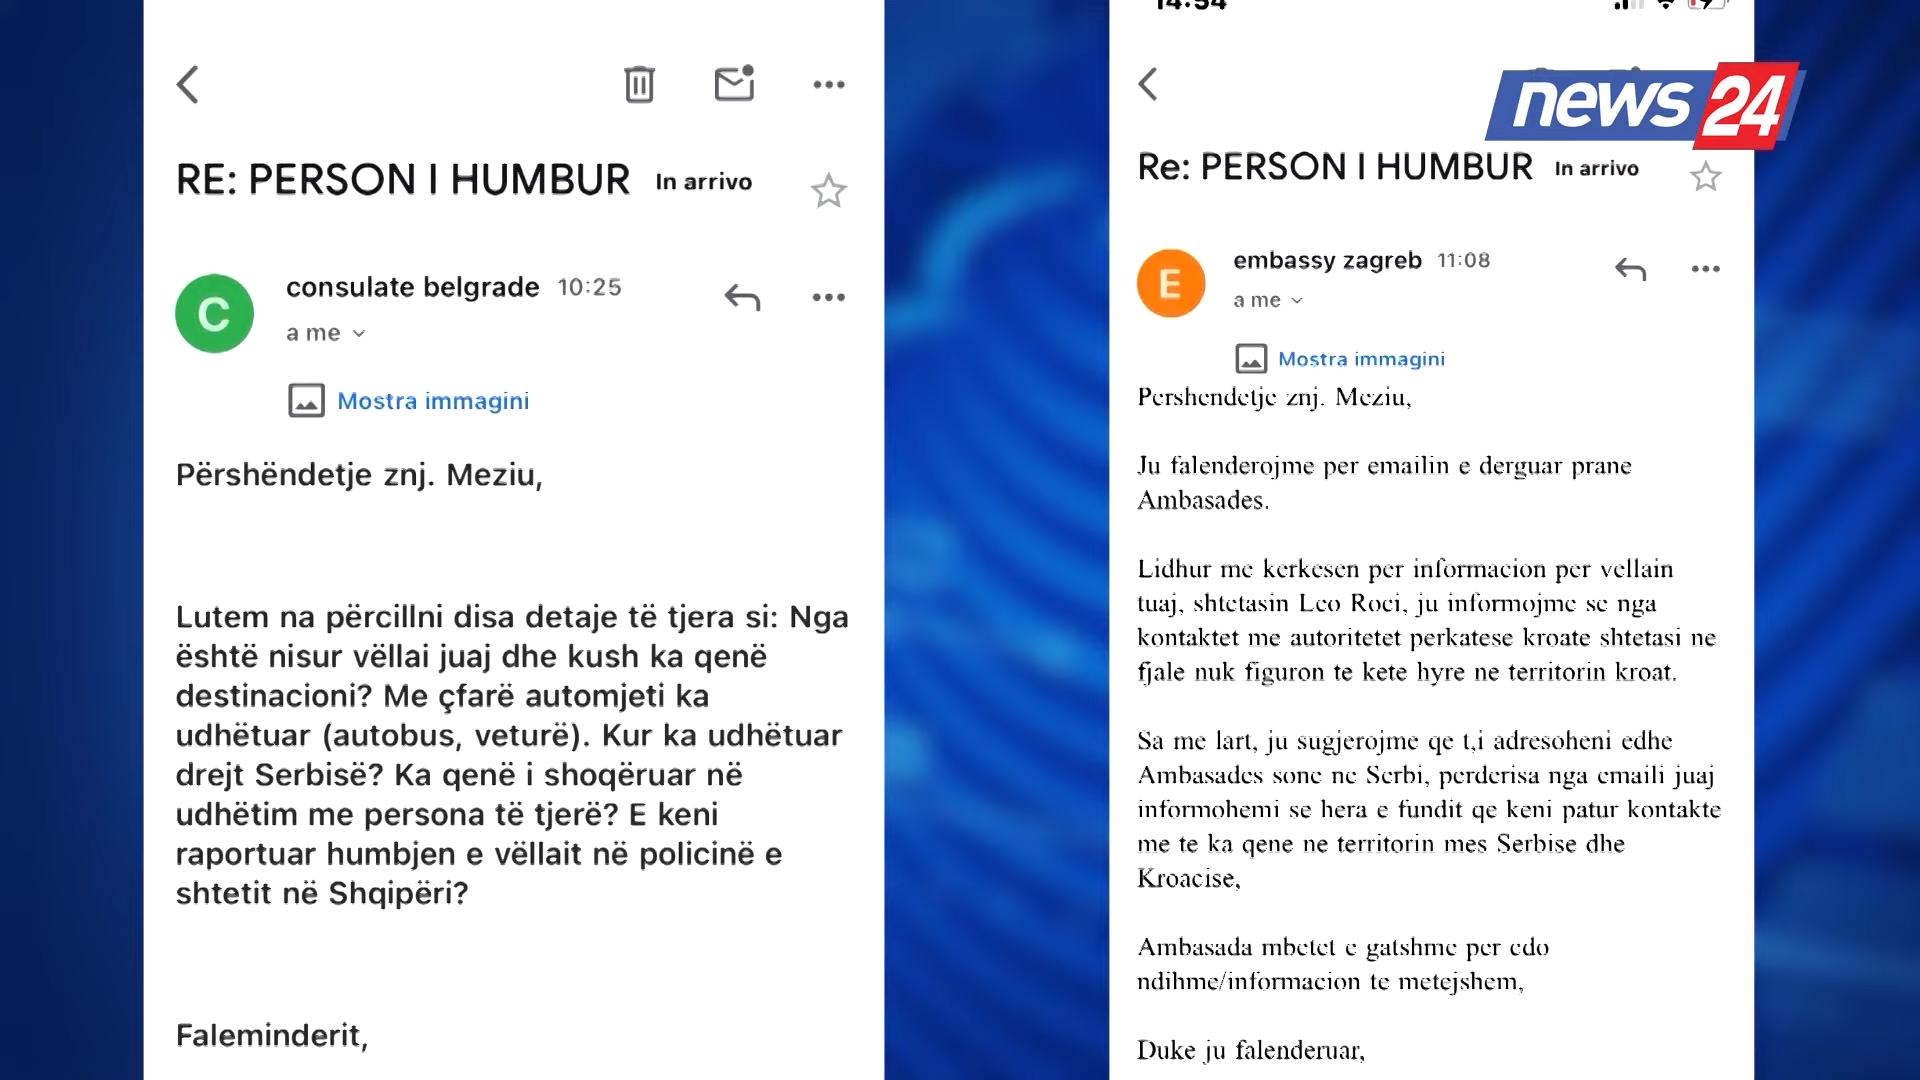 RE: PERSON I HUMBUR In arrivo
C
consulate belgrade 10:25
a me
Mostra immagini
Përshëndetje znj. Meziu,
Lutem na përcillni disa detaje të tjera si: Nga
është nisur vëllai juaj dhe kush ka qenë
destinacioni? Me çfarë automjeti ka
udhëtuar (autobus, veturë). Kur ka udhëtuar
drejt Serbisë? Ka qenë i shoqëruar në
udhëtim me persona të tjerë? E keni
raportuar humbjen e vëllait në policinë e
shtetit në Shqipëri?
Faleminderit,
14:54
news 24
Re: PERSON I HUMBUR In arrivo
E
embassy zagreb 11:08
a me
Mostra immagini
Pershendetje znj. Meziu,
Ju falenderojme per emailin e derguar prane
Ambasades.
Lidhur me kerkesen per informacion per vellain
tuaj, shtetasin Leo Roci, ju informojme se nga
kontaktet me autoritetet perkatese kroate shtetasi ne
fjale nuk figuron te kete hyre ne territorin kroat.
Sa me lart, ju sugjerojme qe t,i adresoheni edhe
Ambasades sone ne Serbi, perderisa nga emaili juaj
informohemi se hera e fundit qe keni patur kontakte
me te ka qene ne territorin mes Serbise dhe
Kroacise,
Ambasada mbetet e gatshme per cdo
ndihme/informacion te metejshem,
Duke ju falenderuar,